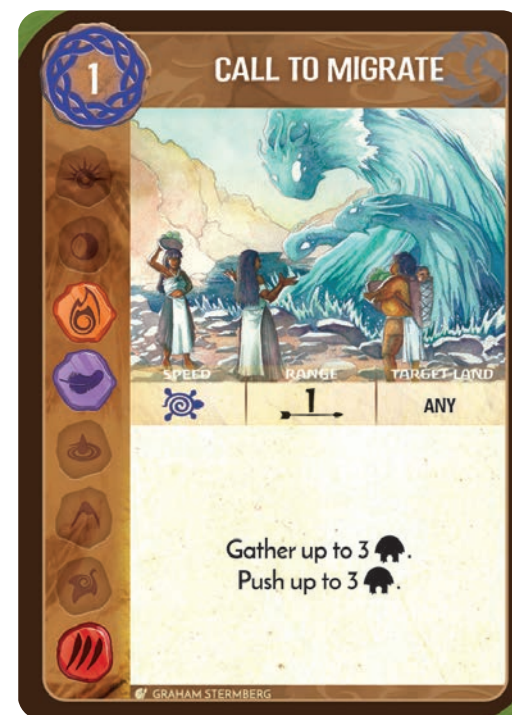 1
CALL TO MIGRATE
SPEED RANGE TARGET LAND
1 ANY
Gather up to 3 .
Push up to 3 .
GRAHAM STERMBERG